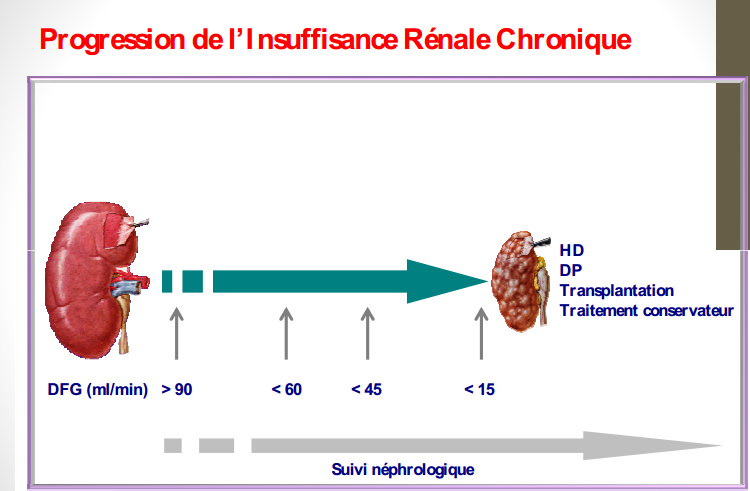 Progression de l'Insuffisance Rénale Chronique
HD
DP
Transplantation
Traitement conservateur
DFG (ml/min) > 90 < 60 < 45 < 15
Suivi néphrologique